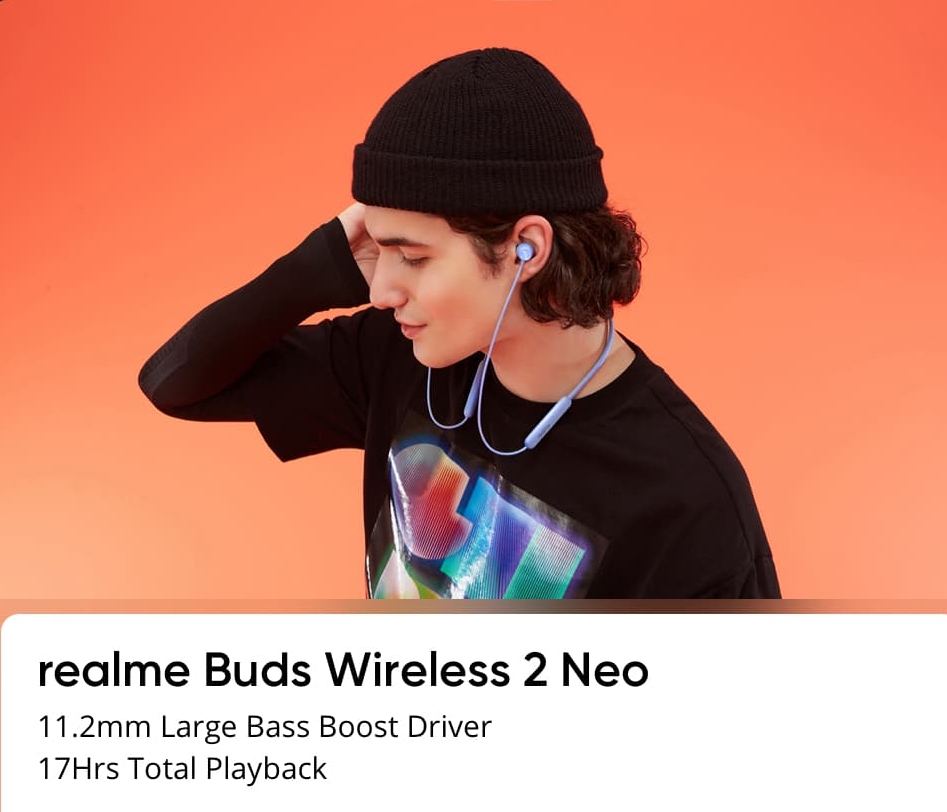 realme Buds Wireless 2 Neo
11.2mm Large Bass Boost Driver
17Hrs Total Playback